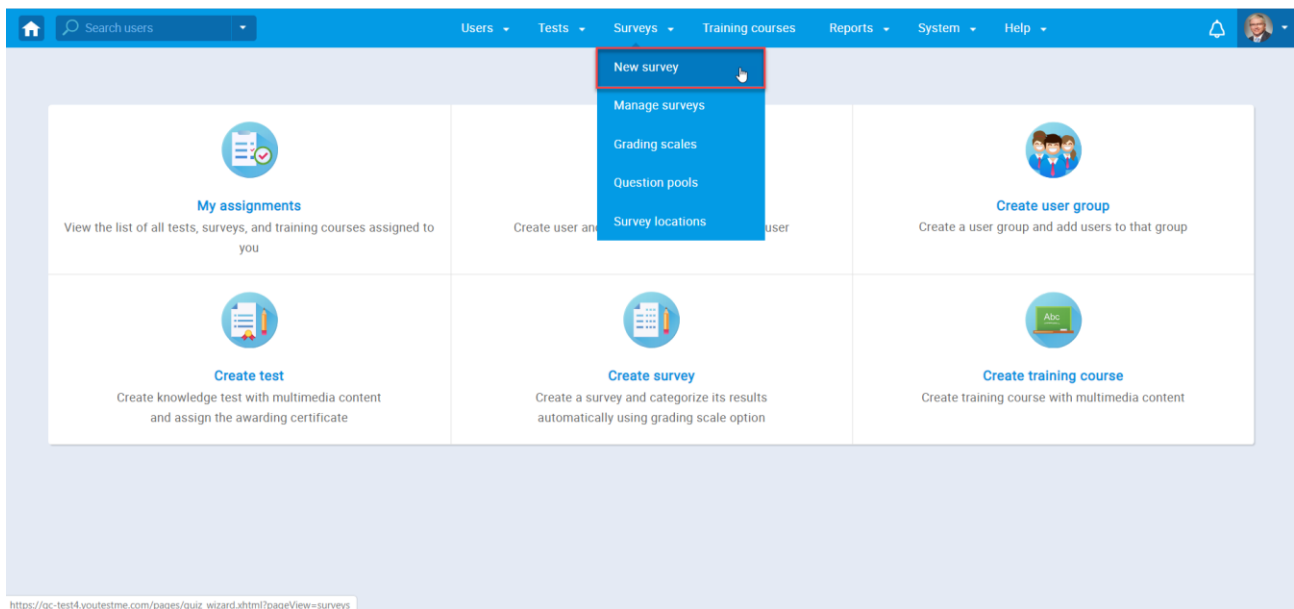 Search users
Users
Tests
Surveys
Training courses
Reports
System
Help
New survey
Manage surveys
Grading scales
Question pools
Survey locations
My assignments
View the list of all tests, surveys, and training courses assigned to
you
Create user an
user
Create user group
Create a user group and add users to that group
Create test
Create knowledge test with multimedia content
and assign the awarding certificate
Create survey
Create a survey and categorize its results
automatically using grading scale option
Abc
Create training course
Create training course with multimedia content
https://qc-test4.youtestme.com/pages/quiz_wizard.xhtml?pageView=surveys